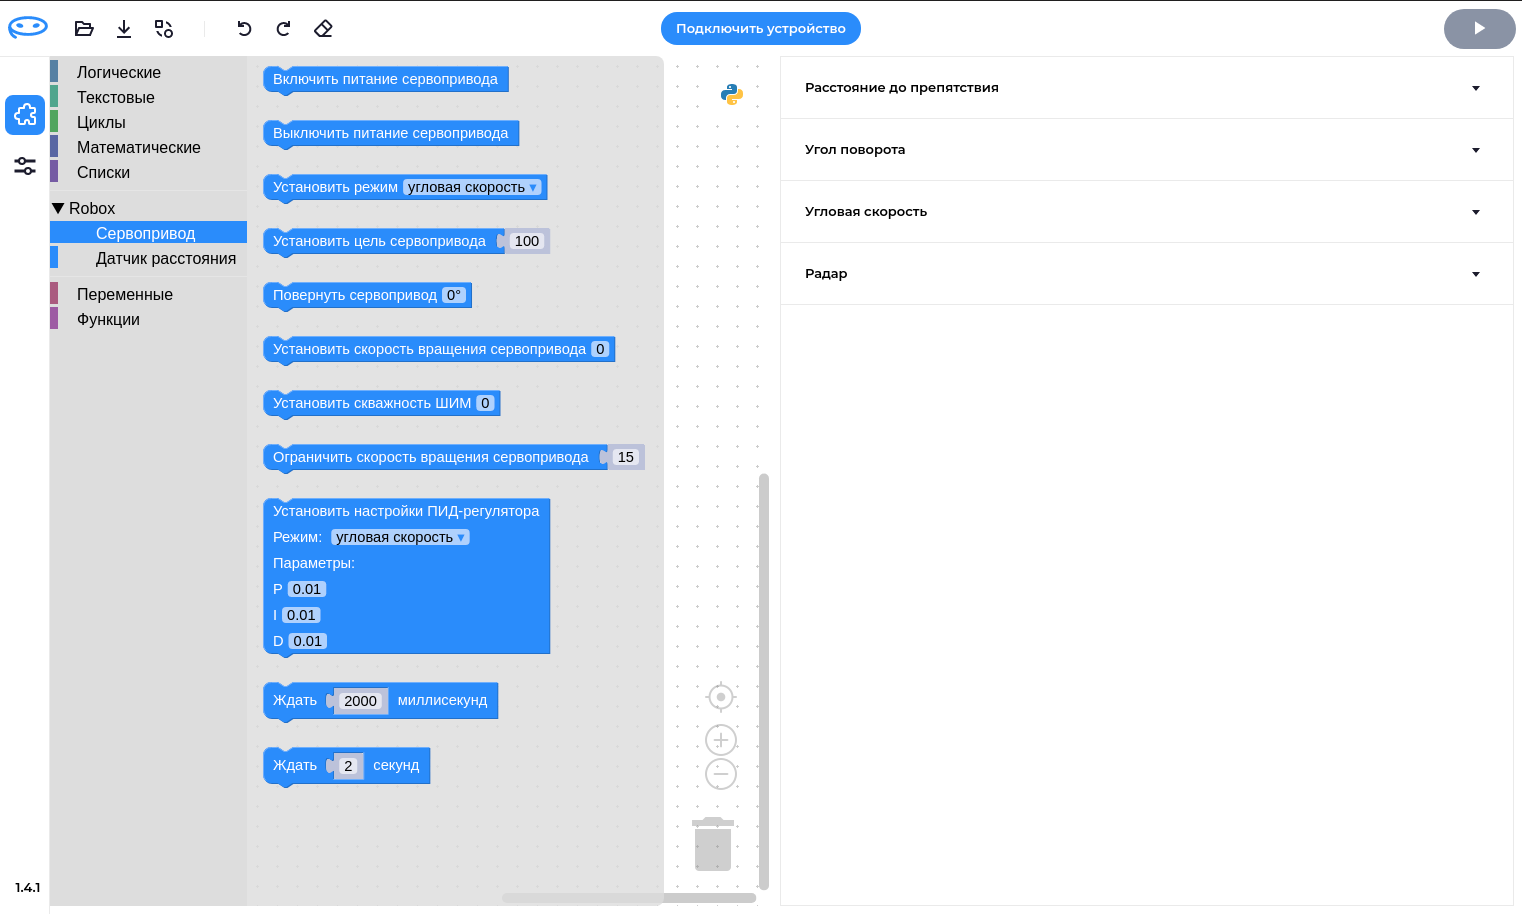 Подключить устройство
Логические
Текстовые
Циклы
Математические
Списки
▼ Robox
Сервопривод
Датчик расстояния
Переменные
Функции
Включить питание сервопривода
Выключить питание сервопривода
Установить режим угловая скорость ▾
Установить цель сервопривода 100
Повернуть сервопривод 0°
Установить скорость вращения сервопривода 0
Установить скважность ШИМ 0
Ограничить скорость вращения сервопривода 15
Установить настройки ПИД-регулятора
Режим: угловая скорость ▾
Параметры:
P 0.01
I 0.01
D 0.01
Ждать 2000 миллисекунд
Ждать 2 секунд
Расстояние до препятствия
Угол поворота
Угловая скорость
Радар
1.4.1